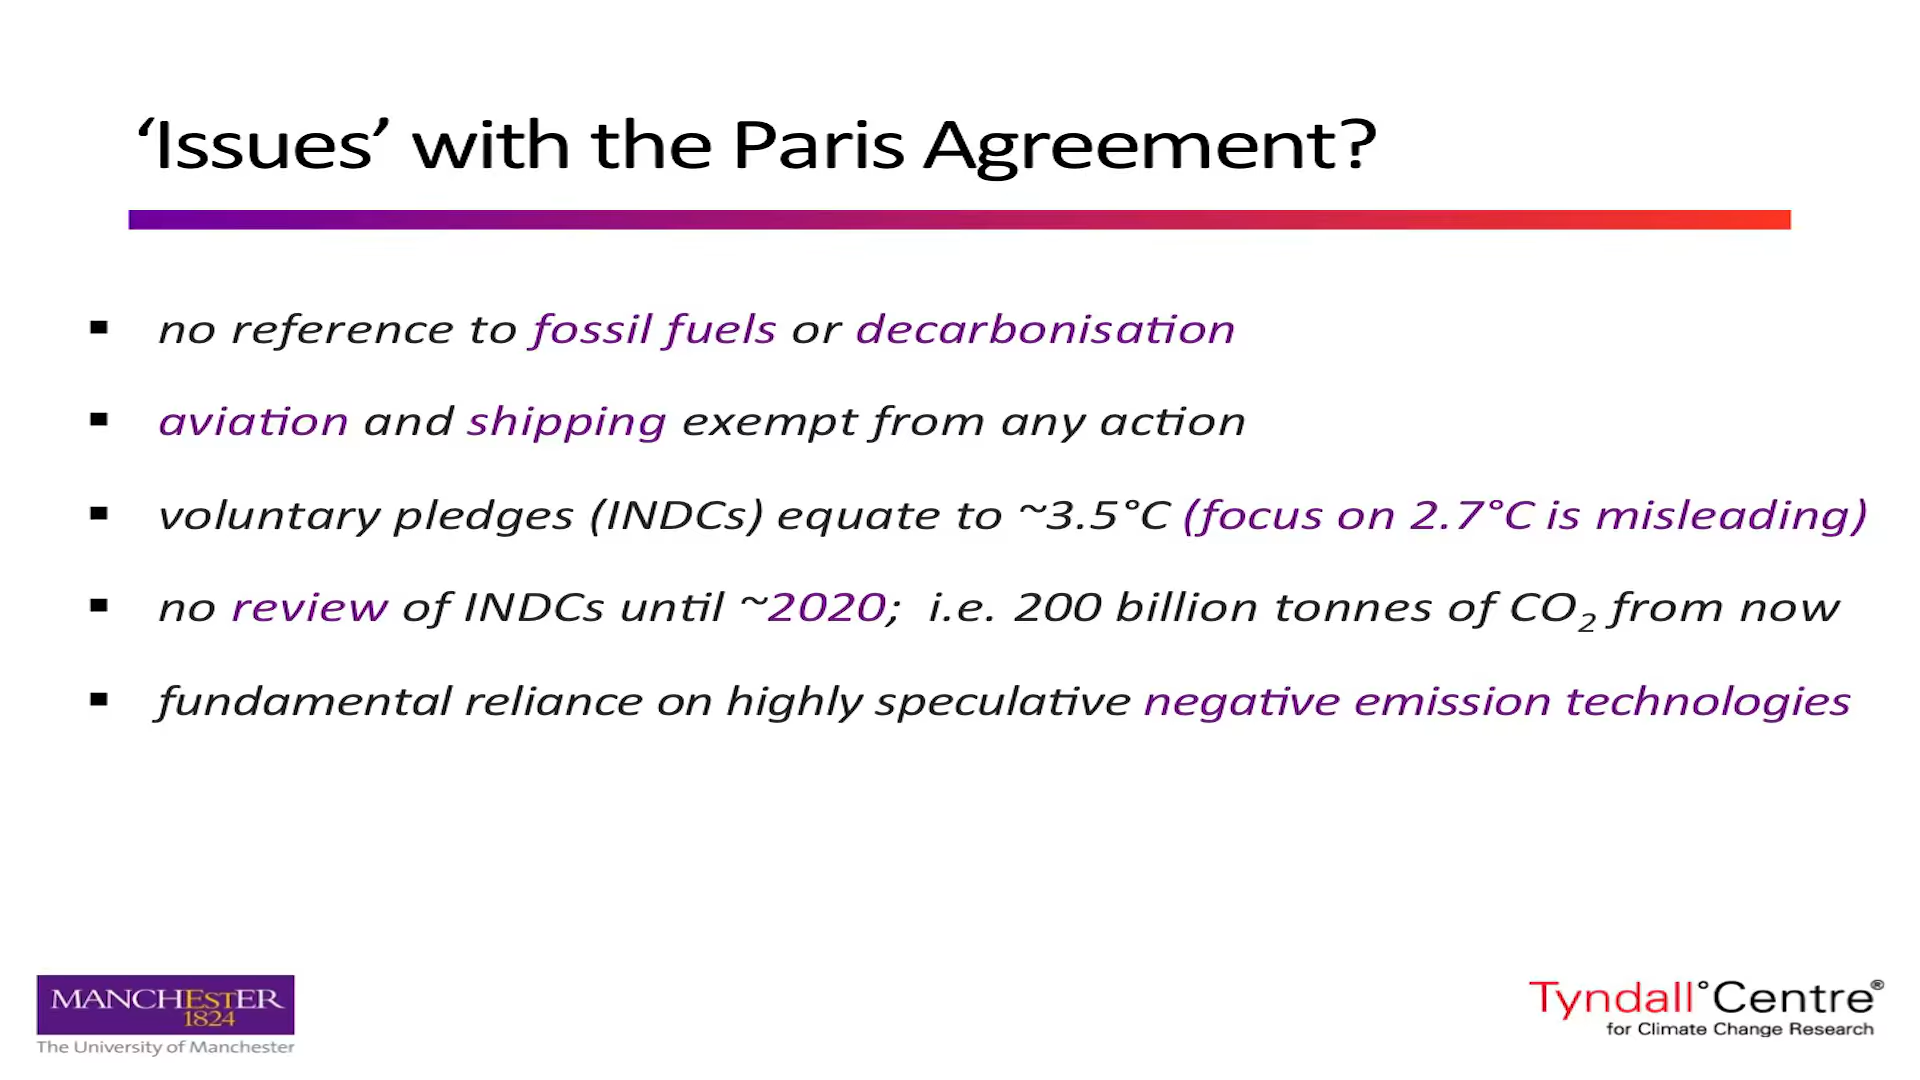 ‘Issues’ with the Paris Agreement?
▪ no reference to fossil fuels or decarbonisation
▪ aviation and shipping exempt from any action
▪ voluntary pledges (INDCs) equate to ~3.5°C (focus on 2.7°C is misleading)
▪ no review of INDCs until ~2020; i.e. 200 billion tonnes of CO₂ from now
▪ fundamental reliance on highly speculative negative emission technologies
MANCHESTER
1824
The University of Manchester
Tyndall°Centre®
for Climate Change Research